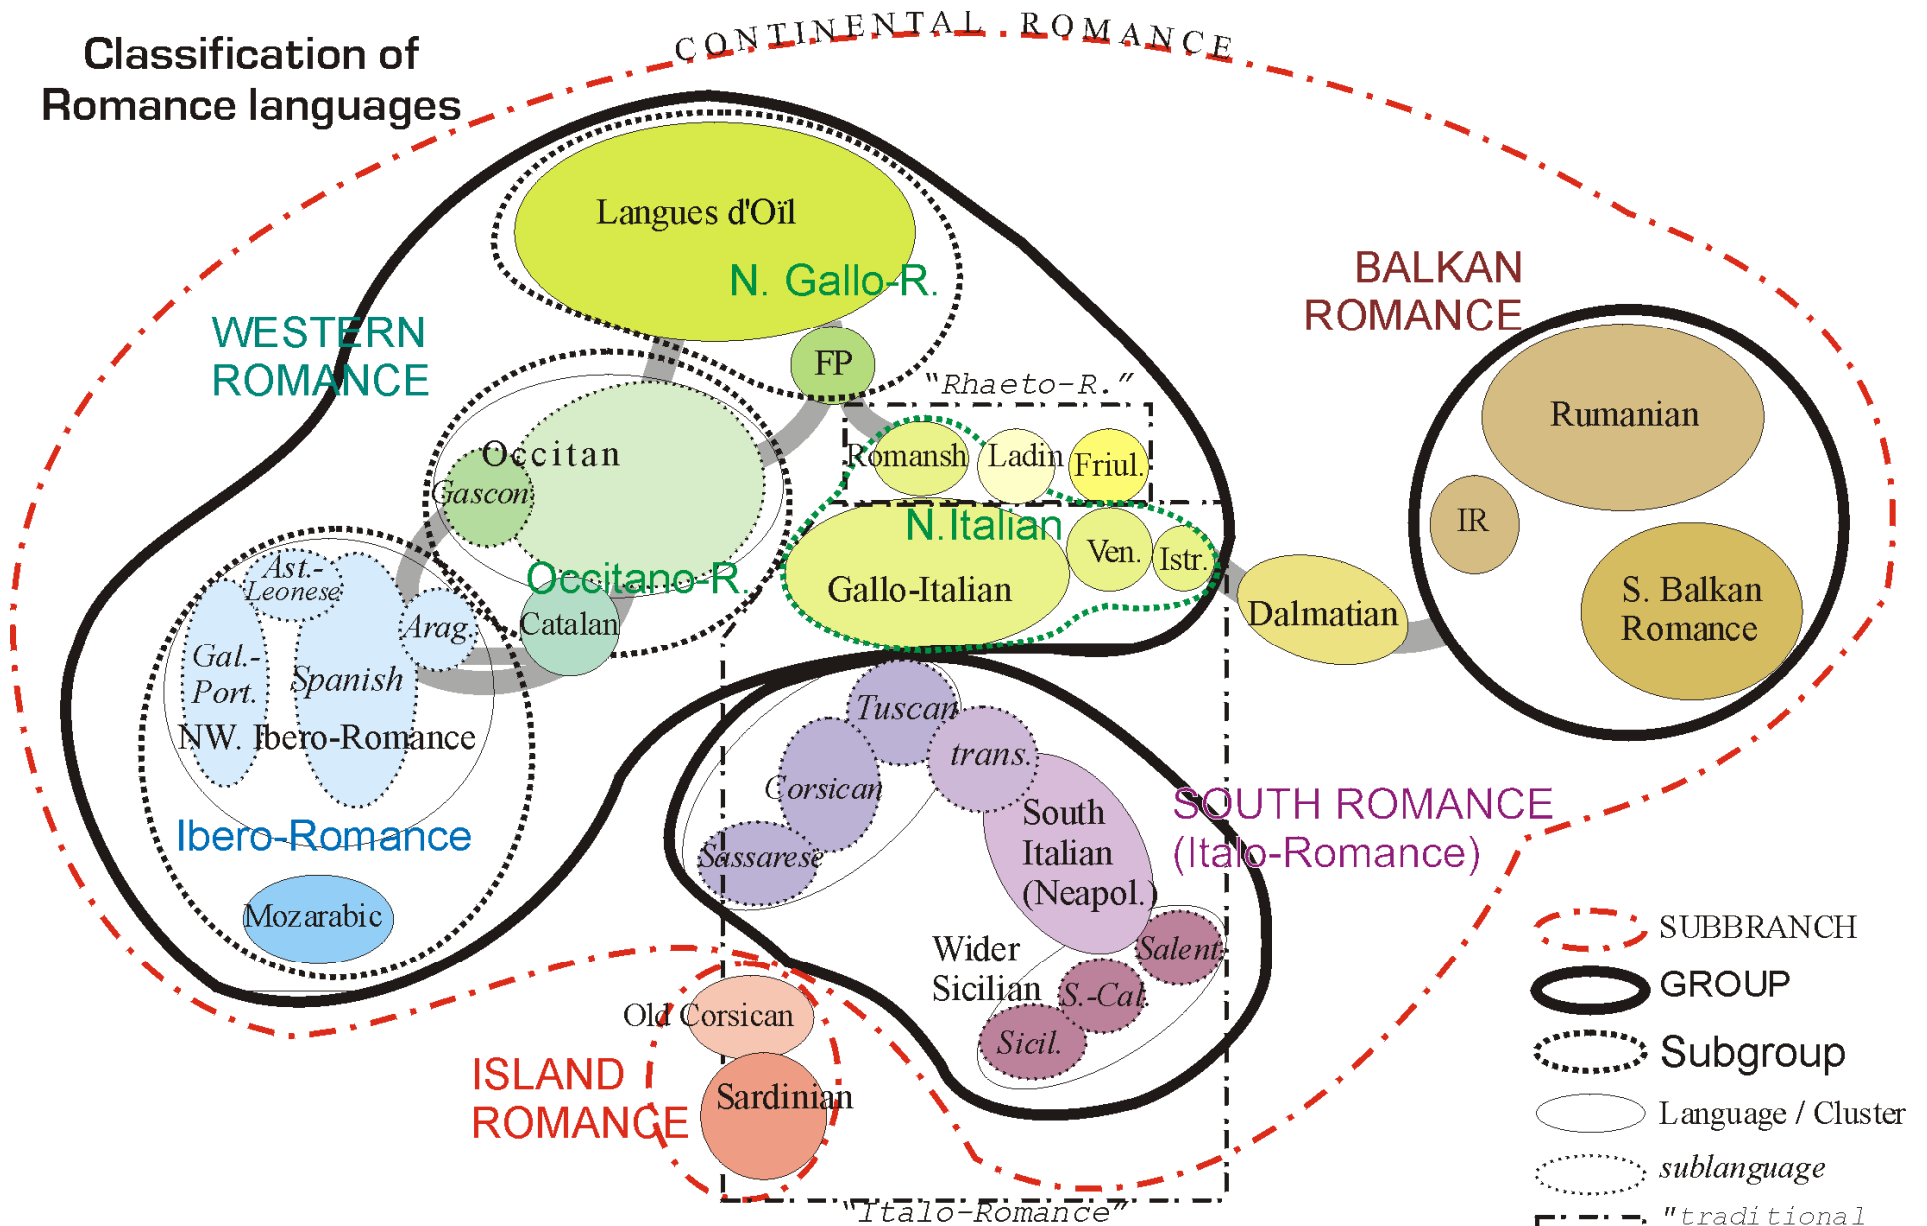 CONTINENTAL ROMANCE
Classification of
Romance languages
Langues d'Oïl
N. Gallo-R.
WESTERN
ROMANCE
BALKAN
ROMANCE
FP
"Rhaeto-R."
Occitan
Gascon
Romansh
Ladin
Friul.
Rumanian
IR
N.Italian
Ven.
Istr.
Gallo-Italian
Occitano-R.
Catalan
Dalmatian
S. Balkan
Romance
Ast.-
Leonese
Arag.
Gal.-
Port.
Spanish
NW. Ibero-Romance
Ibero-Romance
Mozarabic
Tuscan
trans.
Corsican
Sassarese
South
Italian
(Neapol.)
SOUTH ROMANCE
(Italo-Romance)
Wider
Sicilian
Salent.
S.-Cal.
Sicil.
Old Corsican
Sardinian
ISLAND
ROMANCE
"Italo-Romance"
SUBBRANCH
GROUP
Subgroup
Language / Cluster
sublanguage
"traditional